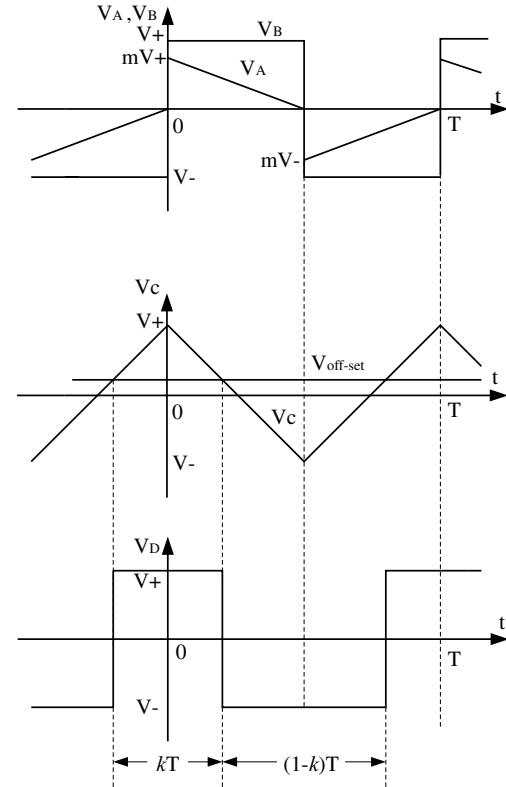 VA,VB
V+
VB
mV+
VA
t
0
T
mV-
V-
Vc
V+
Voff-set
t
0
Vc
T
V-
VD
V+
t
0
T
V-
kT
(1-k)T